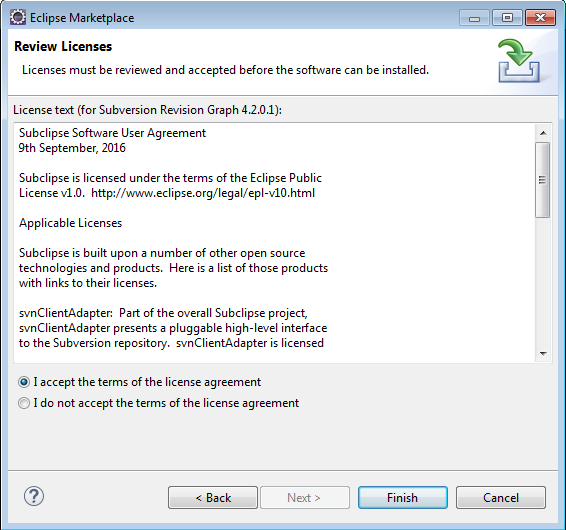 Eclipse Marketplace
Review Licenses
Licenses must be reviewed and accepted before the software can be installed.
License text (for Subversion Revision Graph 4.2.0.1):
Subclipse Software User Agreement
9th September, 2016
Subclipse is licensed under the terms of the Eclipse Public
License v1.0.  http://www.eclipse.org/legal/epl-v10.html
Applicable Licenses
Subclipse is built upon a number of other open source
technologies and products.  Here is a list of those products
with links to their licenses.
svnClientAdapter:  Part of the overall Subclipse project,
svnClientAdapter presents a pluggable high-level interface
to the Subversion repository.  svnClientAdapter is licensed
I accept the terms of the license agreement
I do not accept the terms of the license agreement
? < Back Next > Finish Cancel